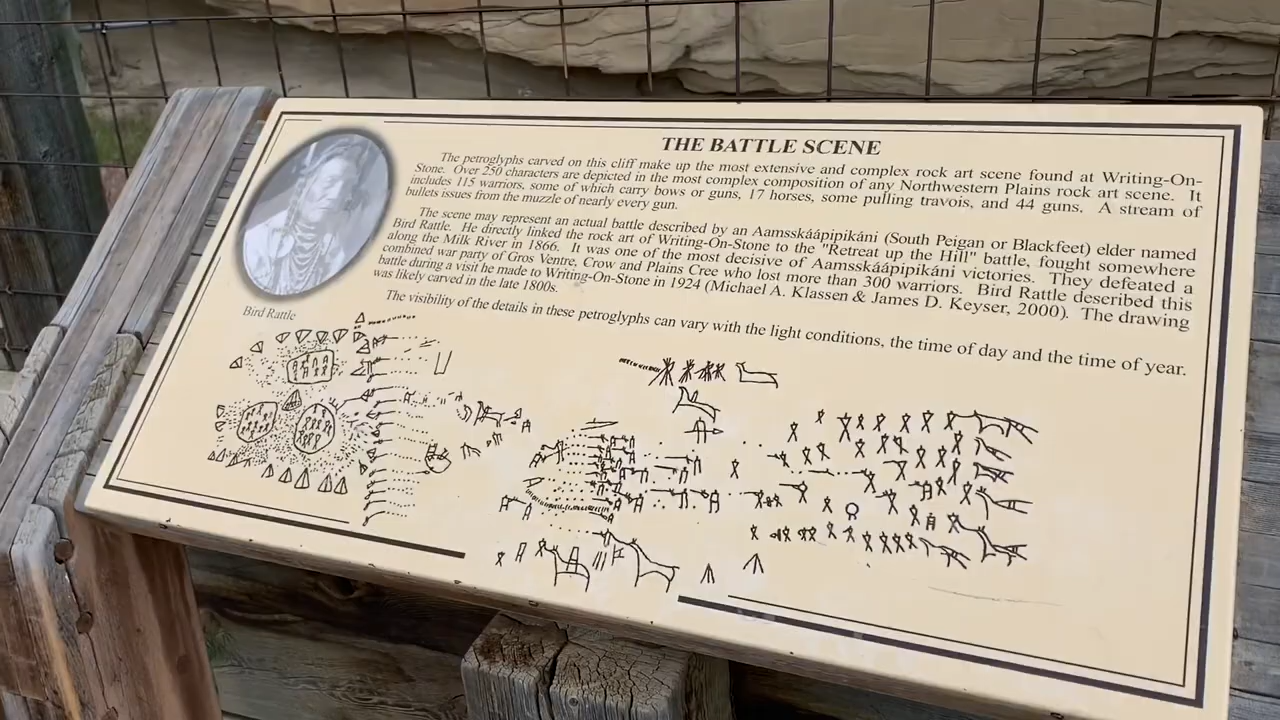 THE BATTLE SCENE
The petroglyphs carved on this cliff make up the most extensive and complex rock art scene found at Writing-On-
Stone. Over 250 characters are depicted in the most complex composition of any Northwestern Plains rock art scene. It
includes 115 warriors, some of which carry bows or guns, 17 horses, some pulling travois, and 44 guns. A stream of
bullets issues from the muzzle of nearly every gun.
The scene may represent an actual battle described by an Aamsskáápipikáni (South Peigan or Blackfeet) elder named
Bird Rattle. He directly linked the rock art of Writing-On-Stone to the "Retreat up the Hill" battle, fought somewhere
along the Milk River in 1866. It was one of the most decisive of Aamsskáápipikáni victories. They defeated a
combined war party of Gros Ventre, Crow and Plains Cree who lost more than 300 warriors. Bird Rattle described this
battle during a visit he made to Writing-On-Stone in 1924 (Michael A. Klassen & James D. Keyser, 2000). The drawing
was likely carved in the late 1800s.
The visibility of the details in these petroglyphs can vary with the light conditions, the time of day and the time of year.
Bird Rattle